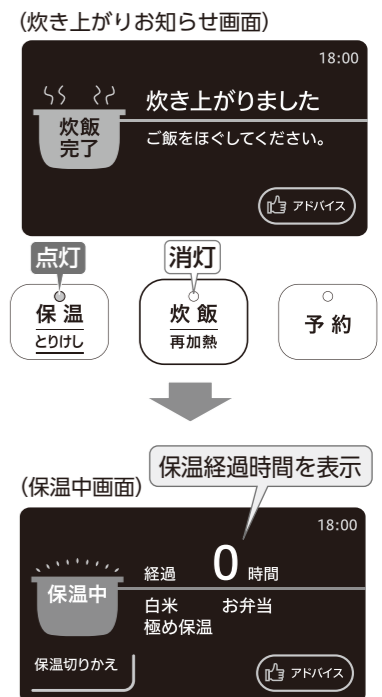 (炊き上がりお知らせ画面)
18:00
炊き上がりました
炊飯
完了
ご飯をほぐしてください。
アドバイス
点灯
消灯
保温
とりけし
炊飯
再加熱
予約
保温経過時間を表示
(保温中画面)
18:00
経過 0 時間
保温中
白米 お弁当
極め保温
保温切りかえ
アドバイス